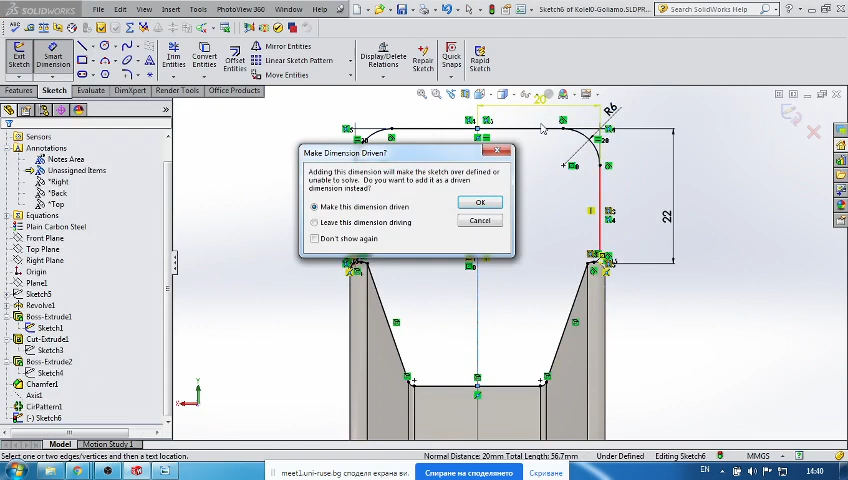 SOLIDWORKS
File Edit View Insert Tools PhotoView 360 Window Help
Sketch6 of Kolel0-Goliamo.SLDPR...
Search SOLIDWORKS Help
Exit Sketch
Smart Dimension
Trim Entities
Convert Entities
Offset Entities
Mirror Entities
Linear Sketch Pattern
Move Entities
Display/Delete Relations
Repair Sketch
Quick Snaps
Rapid Sketch
Features Sketch Evaluate DimXpert Office Products
Sensors
Annotations
Notes Area
Unassigned Items
*Right
*Back
*Top
Equations
Plain Carbon Steel
Front Plane
Top Plane
Right Plane
Origin
Plane1
Sketch5
Revolve1
Boss-Extrude1
Sketch1
Cut-Extrude1
Sketch3
Boss-Extrude2
Sketch4
Chamfer1
Axis1
CirPattern1
(-) Sketch6
20
R6
22
Make Dimension Driven?
Adding this dimension will make the sketch over defined or
unable to solve. Do you want to add it as a driven
dimension instead?
Make this dimension driven
Leave this dimension driving
Don't show again
OK
Cancel
Model Motion Study 1
Select one or two edges/vertices and then a text location.
Normal Distance: 20mm Total Length: 56.7mm Editing Sketch6 MMGS
meet1.uni-ruse.bg споделя екрана ви.
Спиране на споделянето
Скриване
EN 14:40